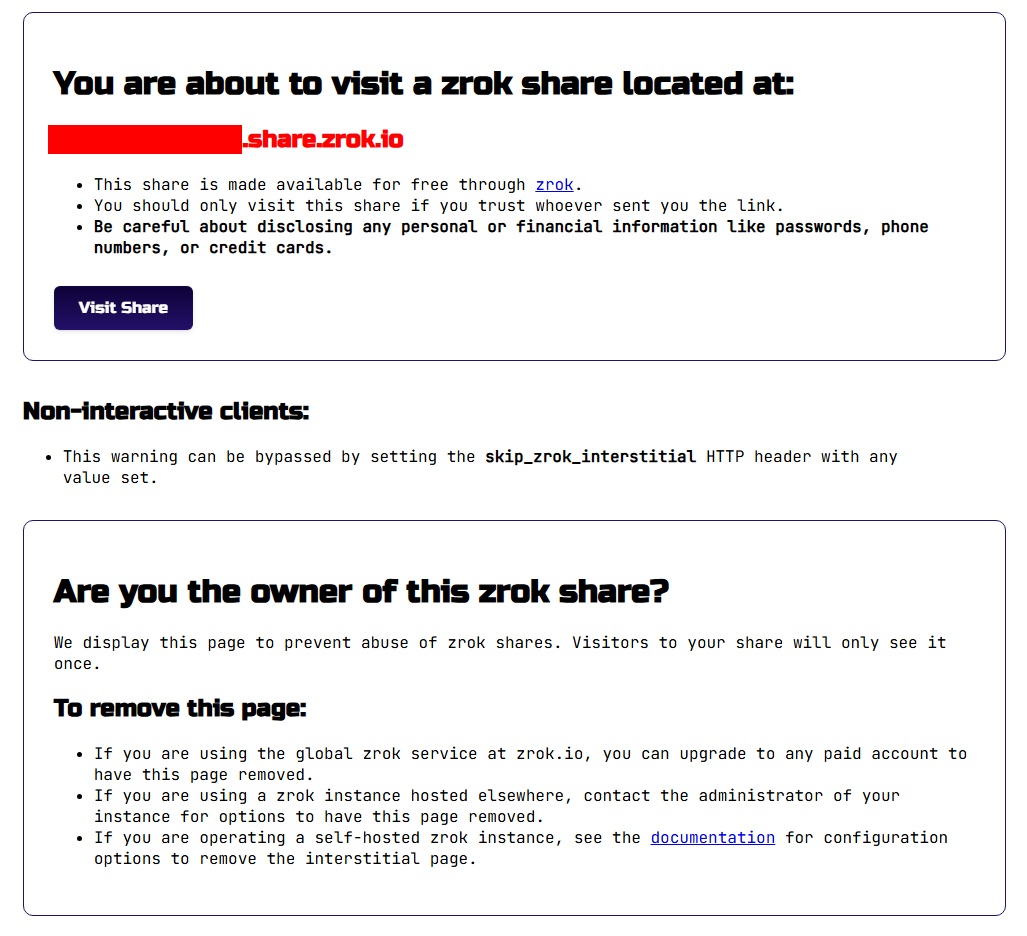 You are about to visit a zrok share located at:
.share.zrok.io
• This share is made available for free through zrok.
• You should only visit this share if you trust whoever sent you the link.
• Be careful about disclosing any personal or financial information like passwords, phone
numbers, or credit cards.
Visit Share
Non-interactive clients:
• This warning can be bypassed by setting the skip_zrok_interstitial HTTP header with any
value set.
Are you the owner of this zrok share?
We display this page to prevent abuse of zrok shares. Visitors to your share will only see it
once.
To remove this page:
• If you are using the global zrok service at zrok.io, you can upgrade to any paid account to
have this page removed.
• If you are using a zrok instance hosted elsewhere, contact the administrator of your
instance for options to have this page removed.
• If you are operating a self-hosted zrok instance, see the documentation for configuration
options to remove the interstitial page.